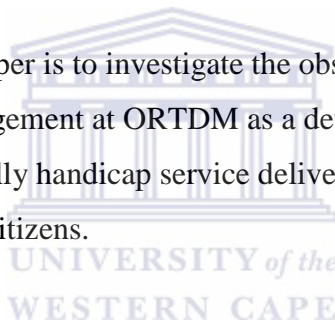 per is to investigate the obs
gement at ORTDM as a de
lly handicap service delive
itizens.
UNIVERSITY of the
WESTERN CAPE